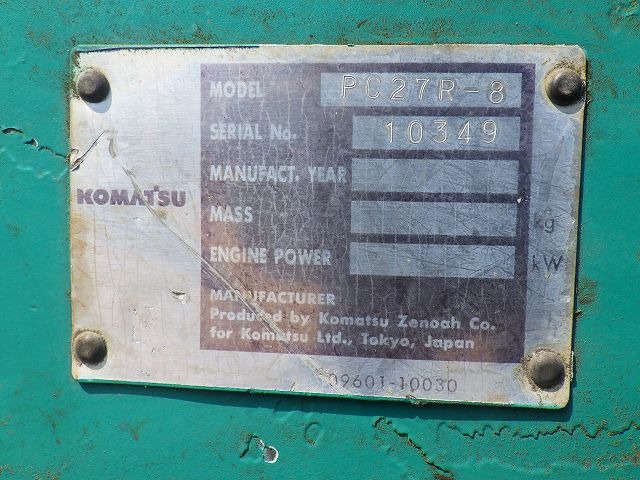 MODEL PC27R-8
SERIAL No. 10349
MANUFACT. YEAR
KOMATSU
MASS kg
ENGINE POWER kW
MANUFACTURER
Produced by Komatsu Zenoah Co.
for Komatsu Ltd., Tokyo, Japan
09601-10030